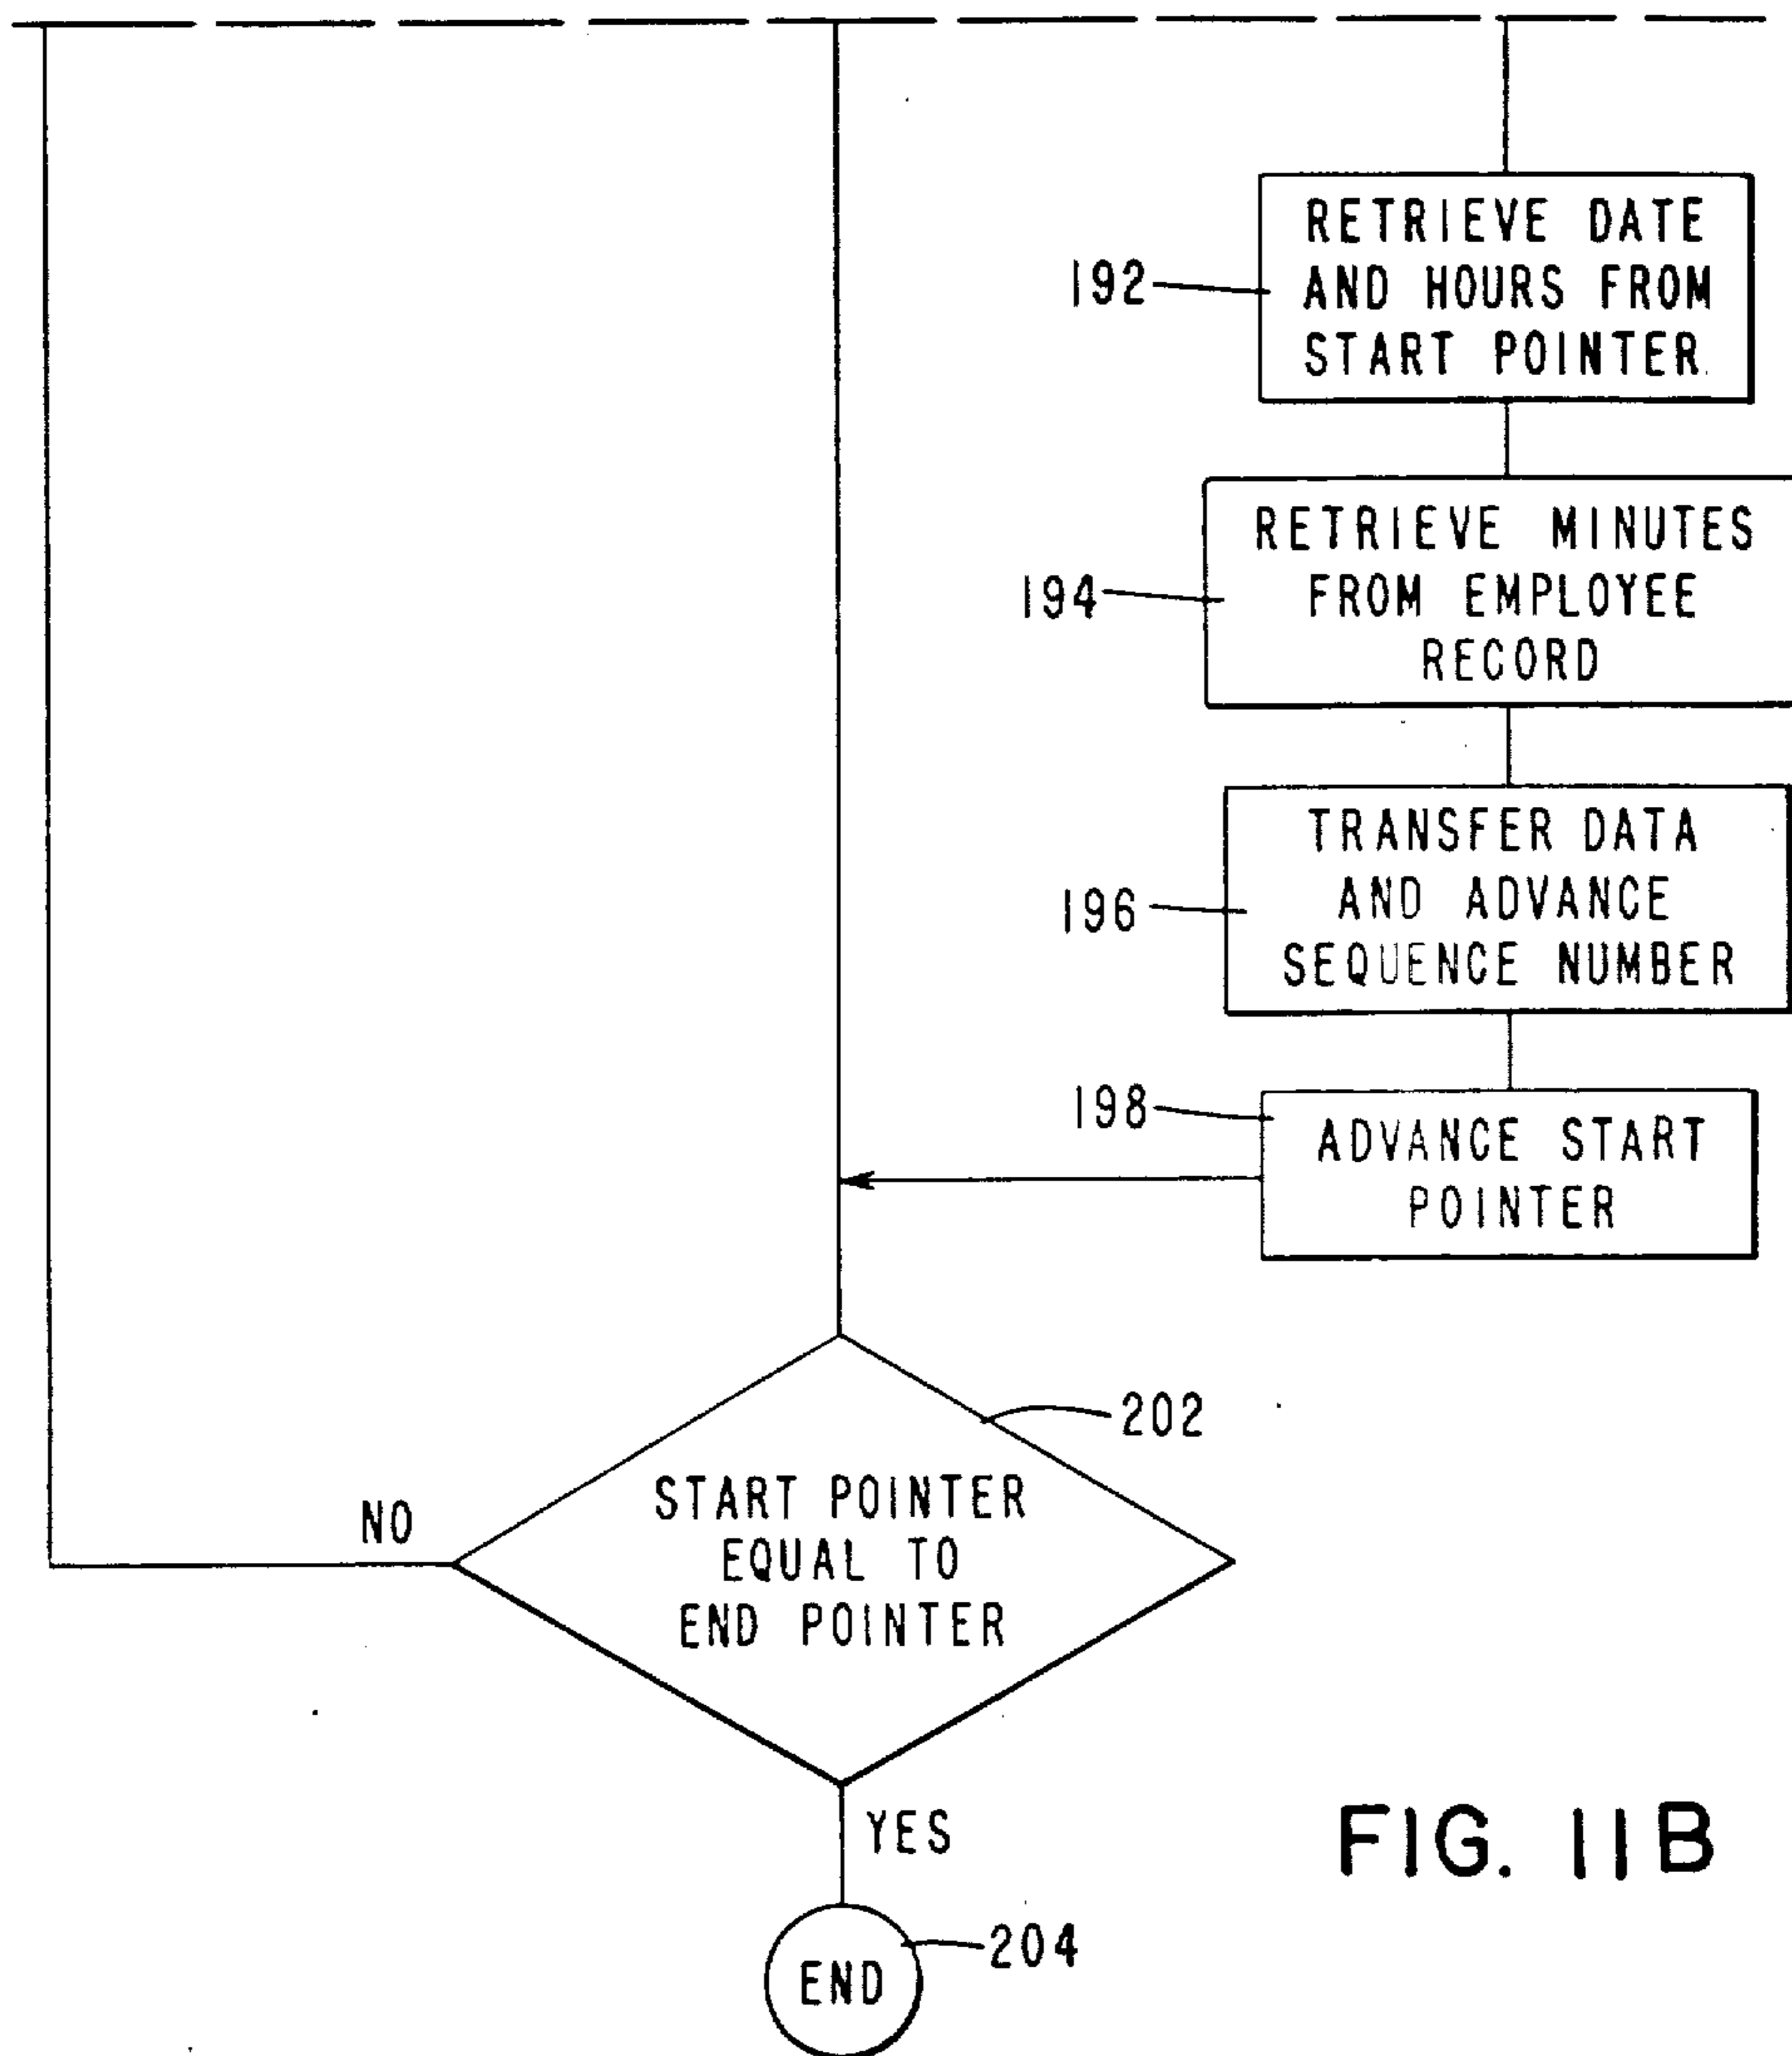 RETRIEVE DATE
AND HOURS FROM
START POINTER
192
RETRIEVE MINUTES
FROM EMPLOYEE
RECORD
194
TRANSFER DATA
AND ADVANCE
SEQUENCE NUMBER
196
198
ADVANCE START
POINTER
202
START POINTER
EQUAL TO
END POINTER
NO
YES
END
204
FIG. 11B